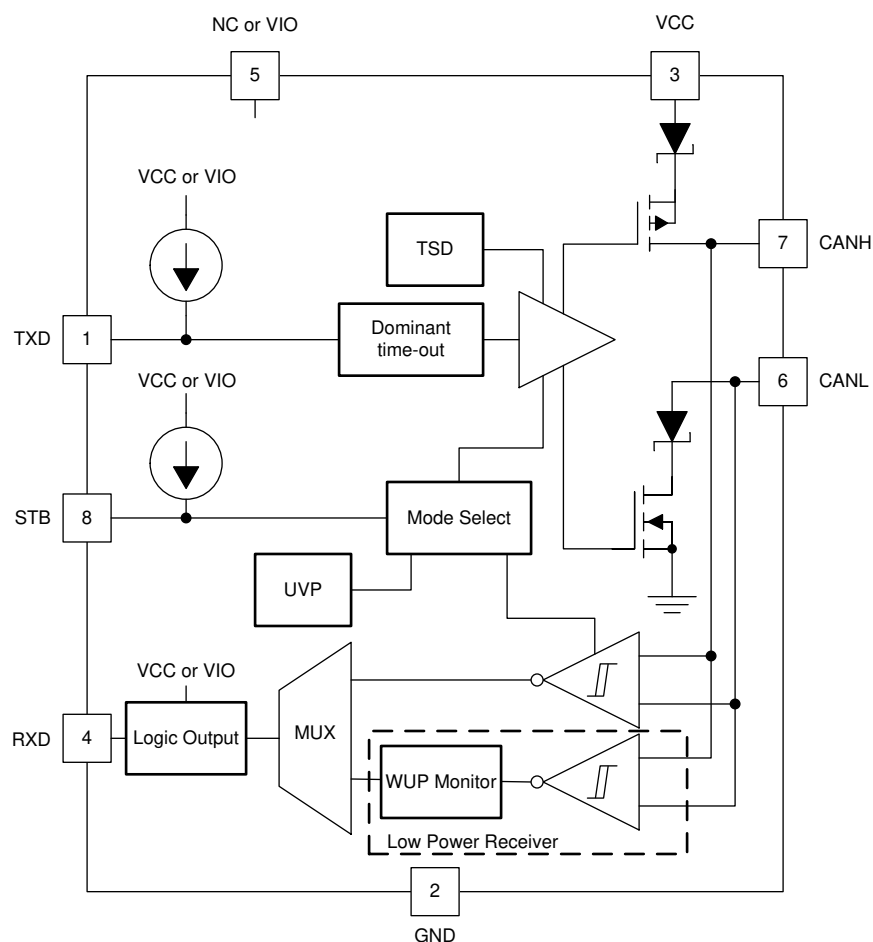 NC or VIO
VCC
5
3
VCC or VIO
TSD
7
CANH
TXD
1
Dominant
time-out
VCC or VIO
6
CANL
STB
8
Mode Select
UVP
VCC or VIO
RXD
4
Logic Output
MUX
WUP Monitor
Low Power Receiver
2
GND